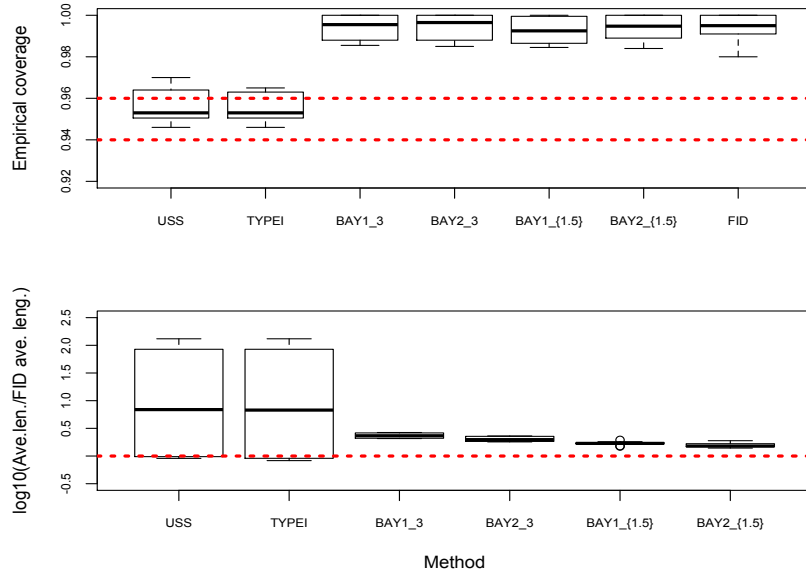 Empirical coverage
1.00
0.98
0.96
0.94
0.92
USS TYPEI BAY1_3 BAY2_3 BAY1_{1.5} BAY2_{1.5} FID
log10(Ave.len./FID ave. leng.)
2.5
2.0
1.5
1.0
0.5
-0.5
USS TYPEI BAY1_3 BAY2_3 BAY1_{1.5} BAY2_{1.5}
Method